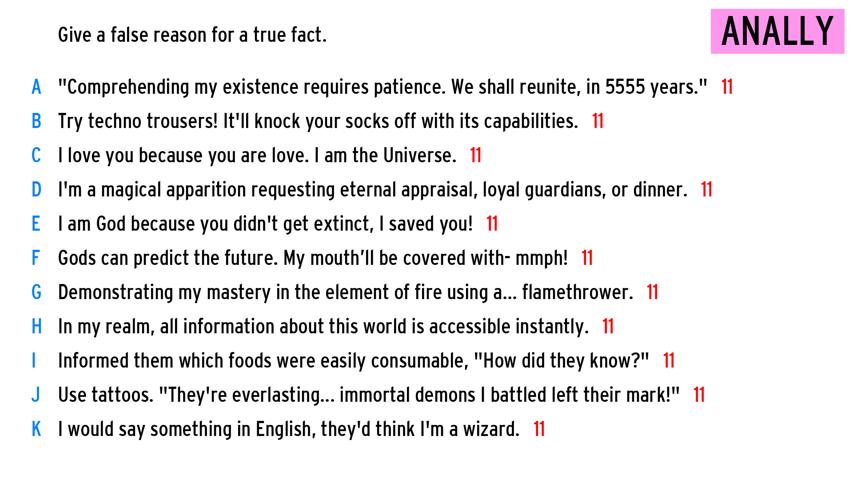 Give a false reason for a true fact.
ANALLY
A "Comprehending my existence requires patience. We shall reunite, in 5555 years." 11
B Try techno trousers! It'll knock your socks off with its capabilities. 11
C I love you because you are love. I am the Universe. 11
D I'm a magical apparition requesting eternal appraisal, loyal guardians, or dinner. 11
E I am God because you didn't get extinct, I saved you! 11
F Gods can predict the future. My mouth'll be covered with- mmph! 11
G Demonstrating my mastery in the element of fire using a... flamethrower. 11
H In my realm, all information about this world is accessible instantly. 11
I Informed them which foods were easily consumable, "How did they know?" 11
J Use tattoos. "They're everlasting... immortal demons I battled left their mark!" 11
K I would say something in English, they'd think I'm a wizard. 11